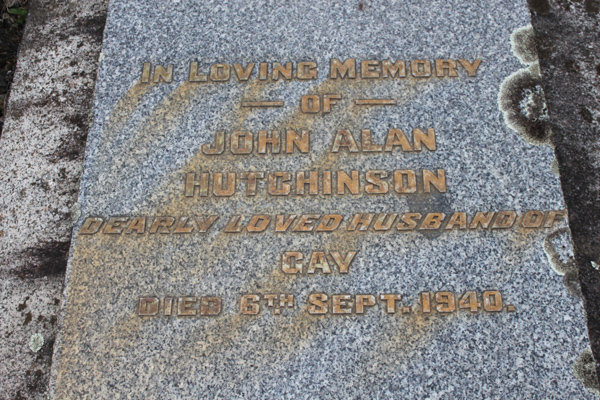 IN LOVING MEMORY
— OF —
JOHN ALAN
HUTCHINSON
DEARLY LOVED HUSBAND OF
GAY
DIED 6TH SEPT. 1940.